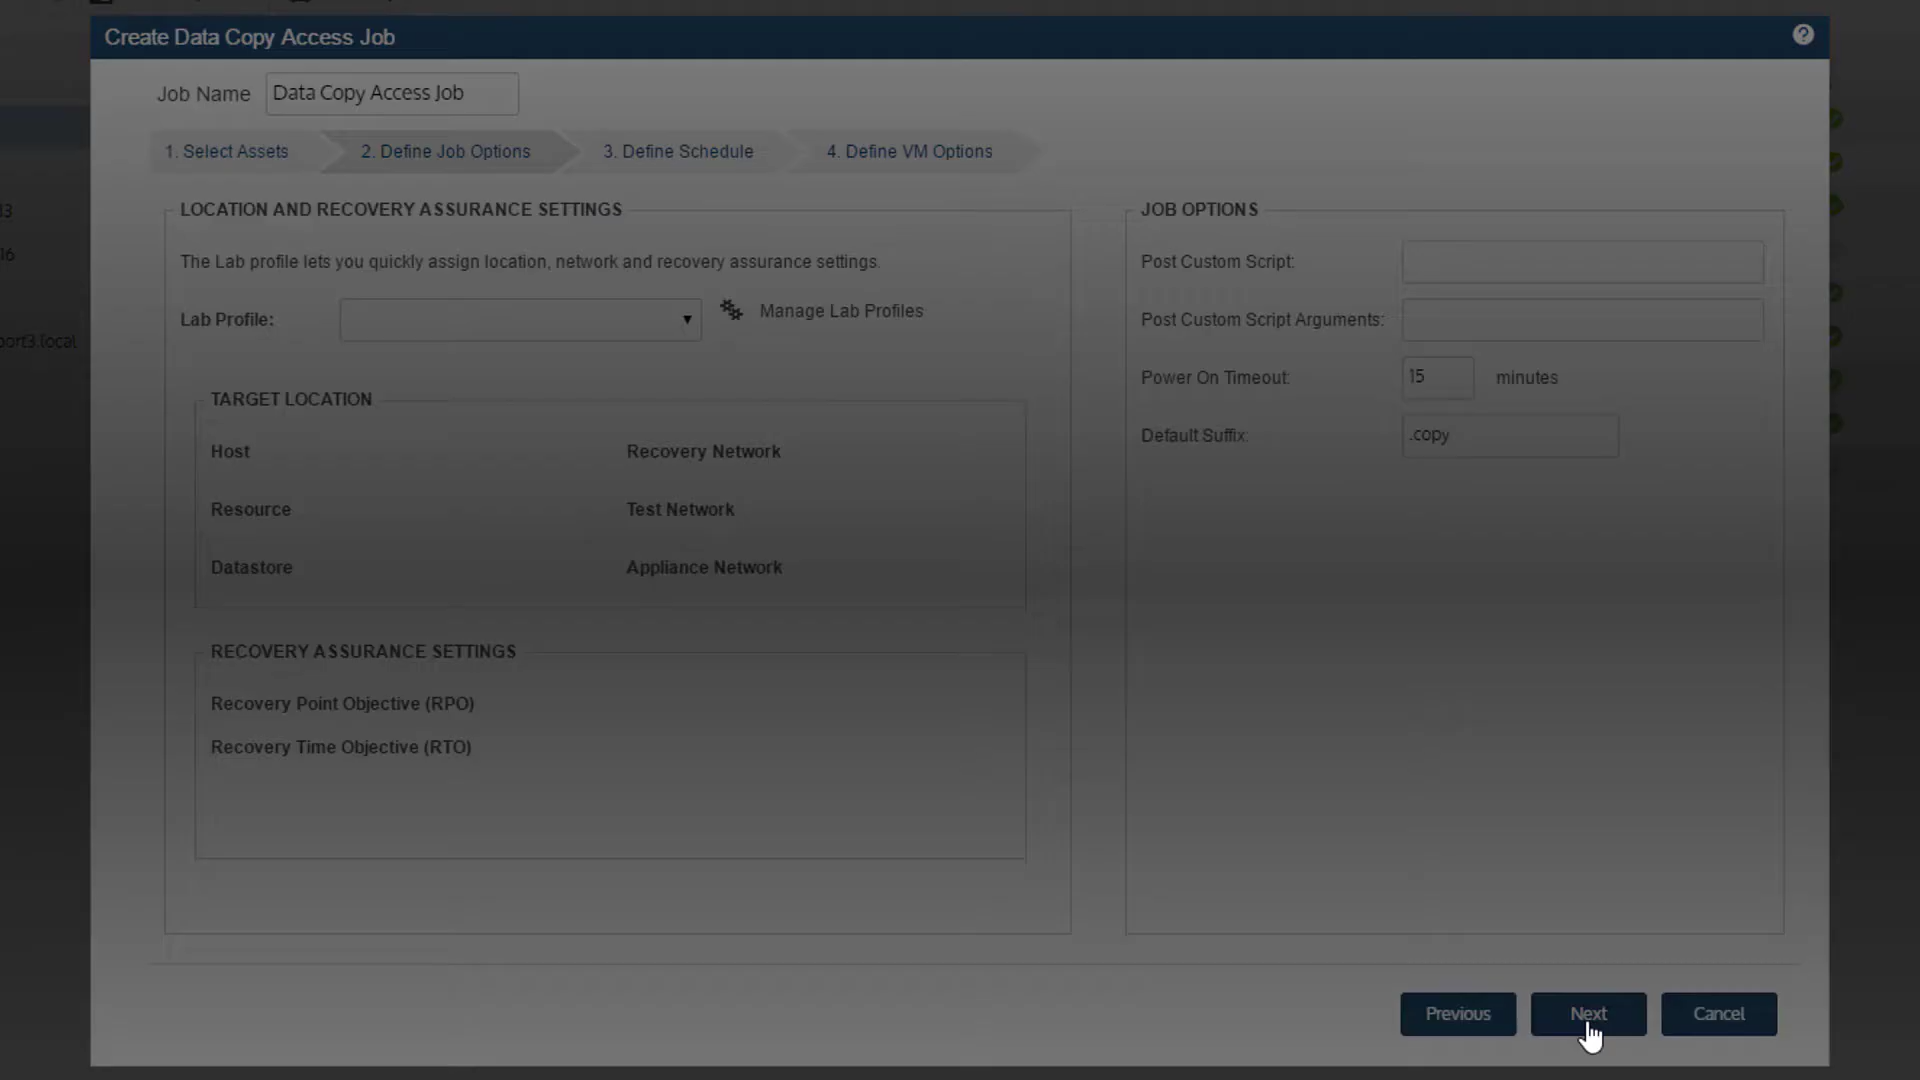 Create Data Copy Access Job
?
Job Name Data Copy Access Job
1. Select Assets 2. Define Job Options 3. Define Schedule 4. Define VM Options
LOCATION AND RECOVERY ASSURANCE SETTINGS
The Lab profile lets you quickly assign location, network and recovery assurance settings.
Lab Profile: Manage Lab Profiles
TARGET LOCATION
Host Recovery Network
Resource Test Network
Datastore Appliance Network
RECOVERY ASSURANCE SETTINGS
Recovery Point Objective (RPO)
Recovery Time Objective (RTO)
JOB OPTIONS
Post Custom Script:
Post Custom Script Arguments:
Power On Timeout: 15 minutes
Default Suffix: .copy
Previous Next Cancel